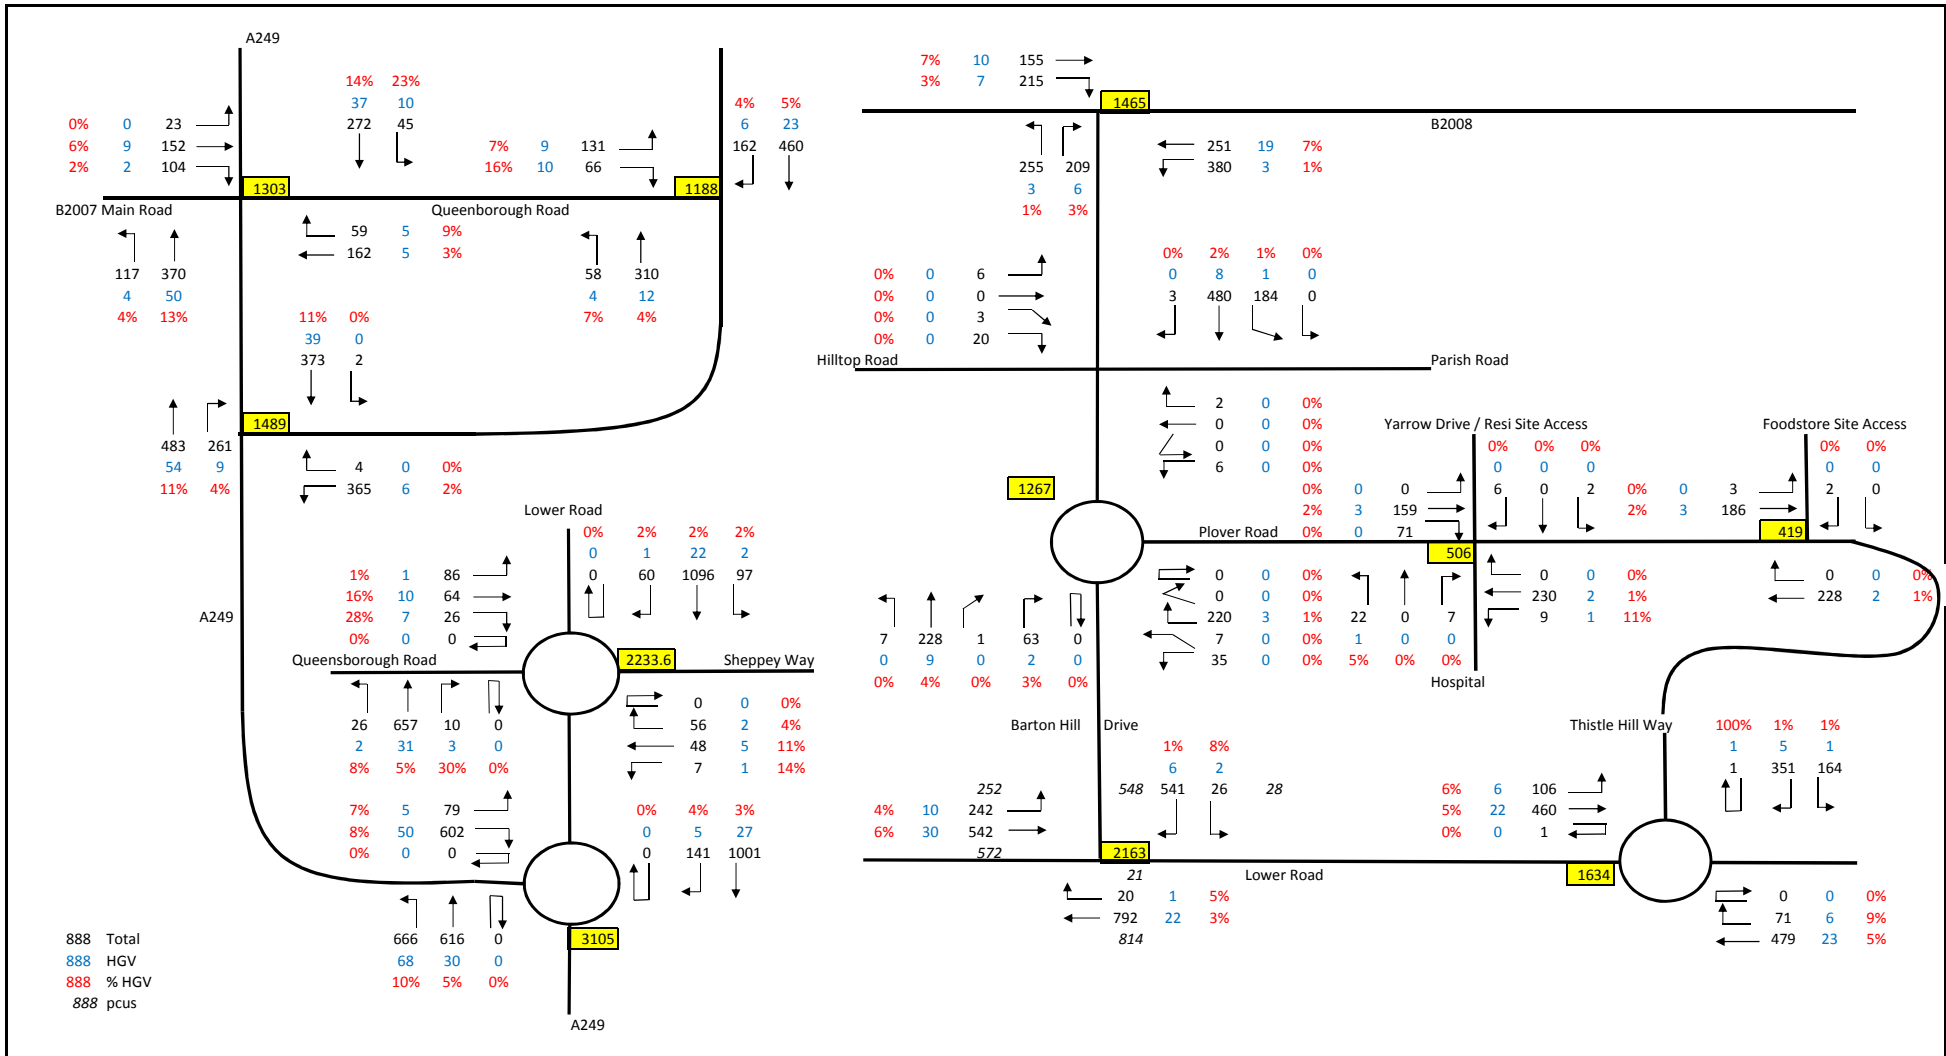 A249
14% 23%
37 10
272 45
0% 0 23
6% 9 152
2% 2 104
7% 9 131
16% 10 66
4% 5%
6 23
162 460
1303
1188
B2007 Main Road
Queenborough Road
59 5 9%
162 5 3%
117 370
4 50
4% 13%
58 310
4 12
7% 4%
11% 0%
39 0
373 2
483 261
54 9
11% 4%
1489
4 0 0%
365 6 2%
A249
Lower Road
0% 2% 2% 2%
0 1 22 2
0 60 1096 97
1% 1 86
16% 10 64
28% 7 26
0% 0 0
Queensborough Road
2233.6
Sheppey Way
26 657 10 0
2 31 3 0
8% 5% 30% 0%
0 0 0%
56 2 4%
48 5 11%
7 1 14%
7% 5 79
8% 50 602
0% 0 0
0% 4% 3%
0 5 27
0 141 1001
666 616 0
68 30 0
10% 5% 0%
3105
A249
888 Total
888 HGV
888 % HGV
888 pcus
7% 10 155
3% 7 215
1465
B2008
255 209
3 6
1% 3%
251 19 7%
380 3 1%
0% 0 6
0% 0 0
0% 0 3
0% 0 20
0% 2% 1% 0%
0 8 1 0
3 480 184 0
Hilltop Road
Parish Road
2 0 0%
0 0 0%
0 0 0%
6 0 0%
1267
Yarrow Drive / Resi Site Access
0% 0% 0%
0 0 0
6 0 2
0% 0 0
2% 3 159
0% 0 71
Foodstore Site Access
0% 0%
0 0
2 0
0% 0 3
2% 3 186
Plover Road
506
419
0 0 0%
0 0 0%
220 3 1%
7 0 0%
35 0 0%
22 0 7
1 0 0
5% 0% 0%
0 0 0%
230 2 1%
9 1 11%
0 0 0%
228 2 1%
Hospital
7 228 1 63 0
0 9 0 2 0
0% 4% 0% 3% 0%
Barton Hill Drive
1% 8%
6 2
548 541 26 28
252
4% 10 242
6% 30 542
572
2163
Lower Road
21
20 1 5%
792 22 3%
814
Thistle Hill Way
100% 1% 1%
1 5 1
1 351 164
6% 6 106
5% 22 460
0% 0 1
1634
0 0 0%
71 6 9%
479 23 5%